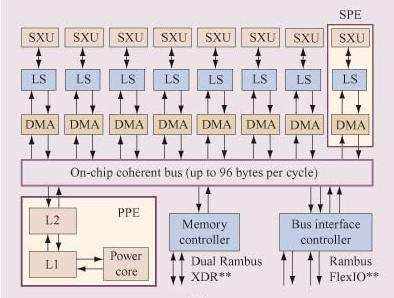 SPE
SXU SXU SXU SXU SXU SXU SXU SXU
LS LS LS LS LS LS LS LS
DMA DMA DMA DMA DMA DMA DMA DMA
On-chip coherent bus (up to 96 bytes per cycle)
PPE
L2
L1
Power
core
Memory
controller
Dual Rambus
XDR**
Bus interface
controller
Rambus
FlexIO**